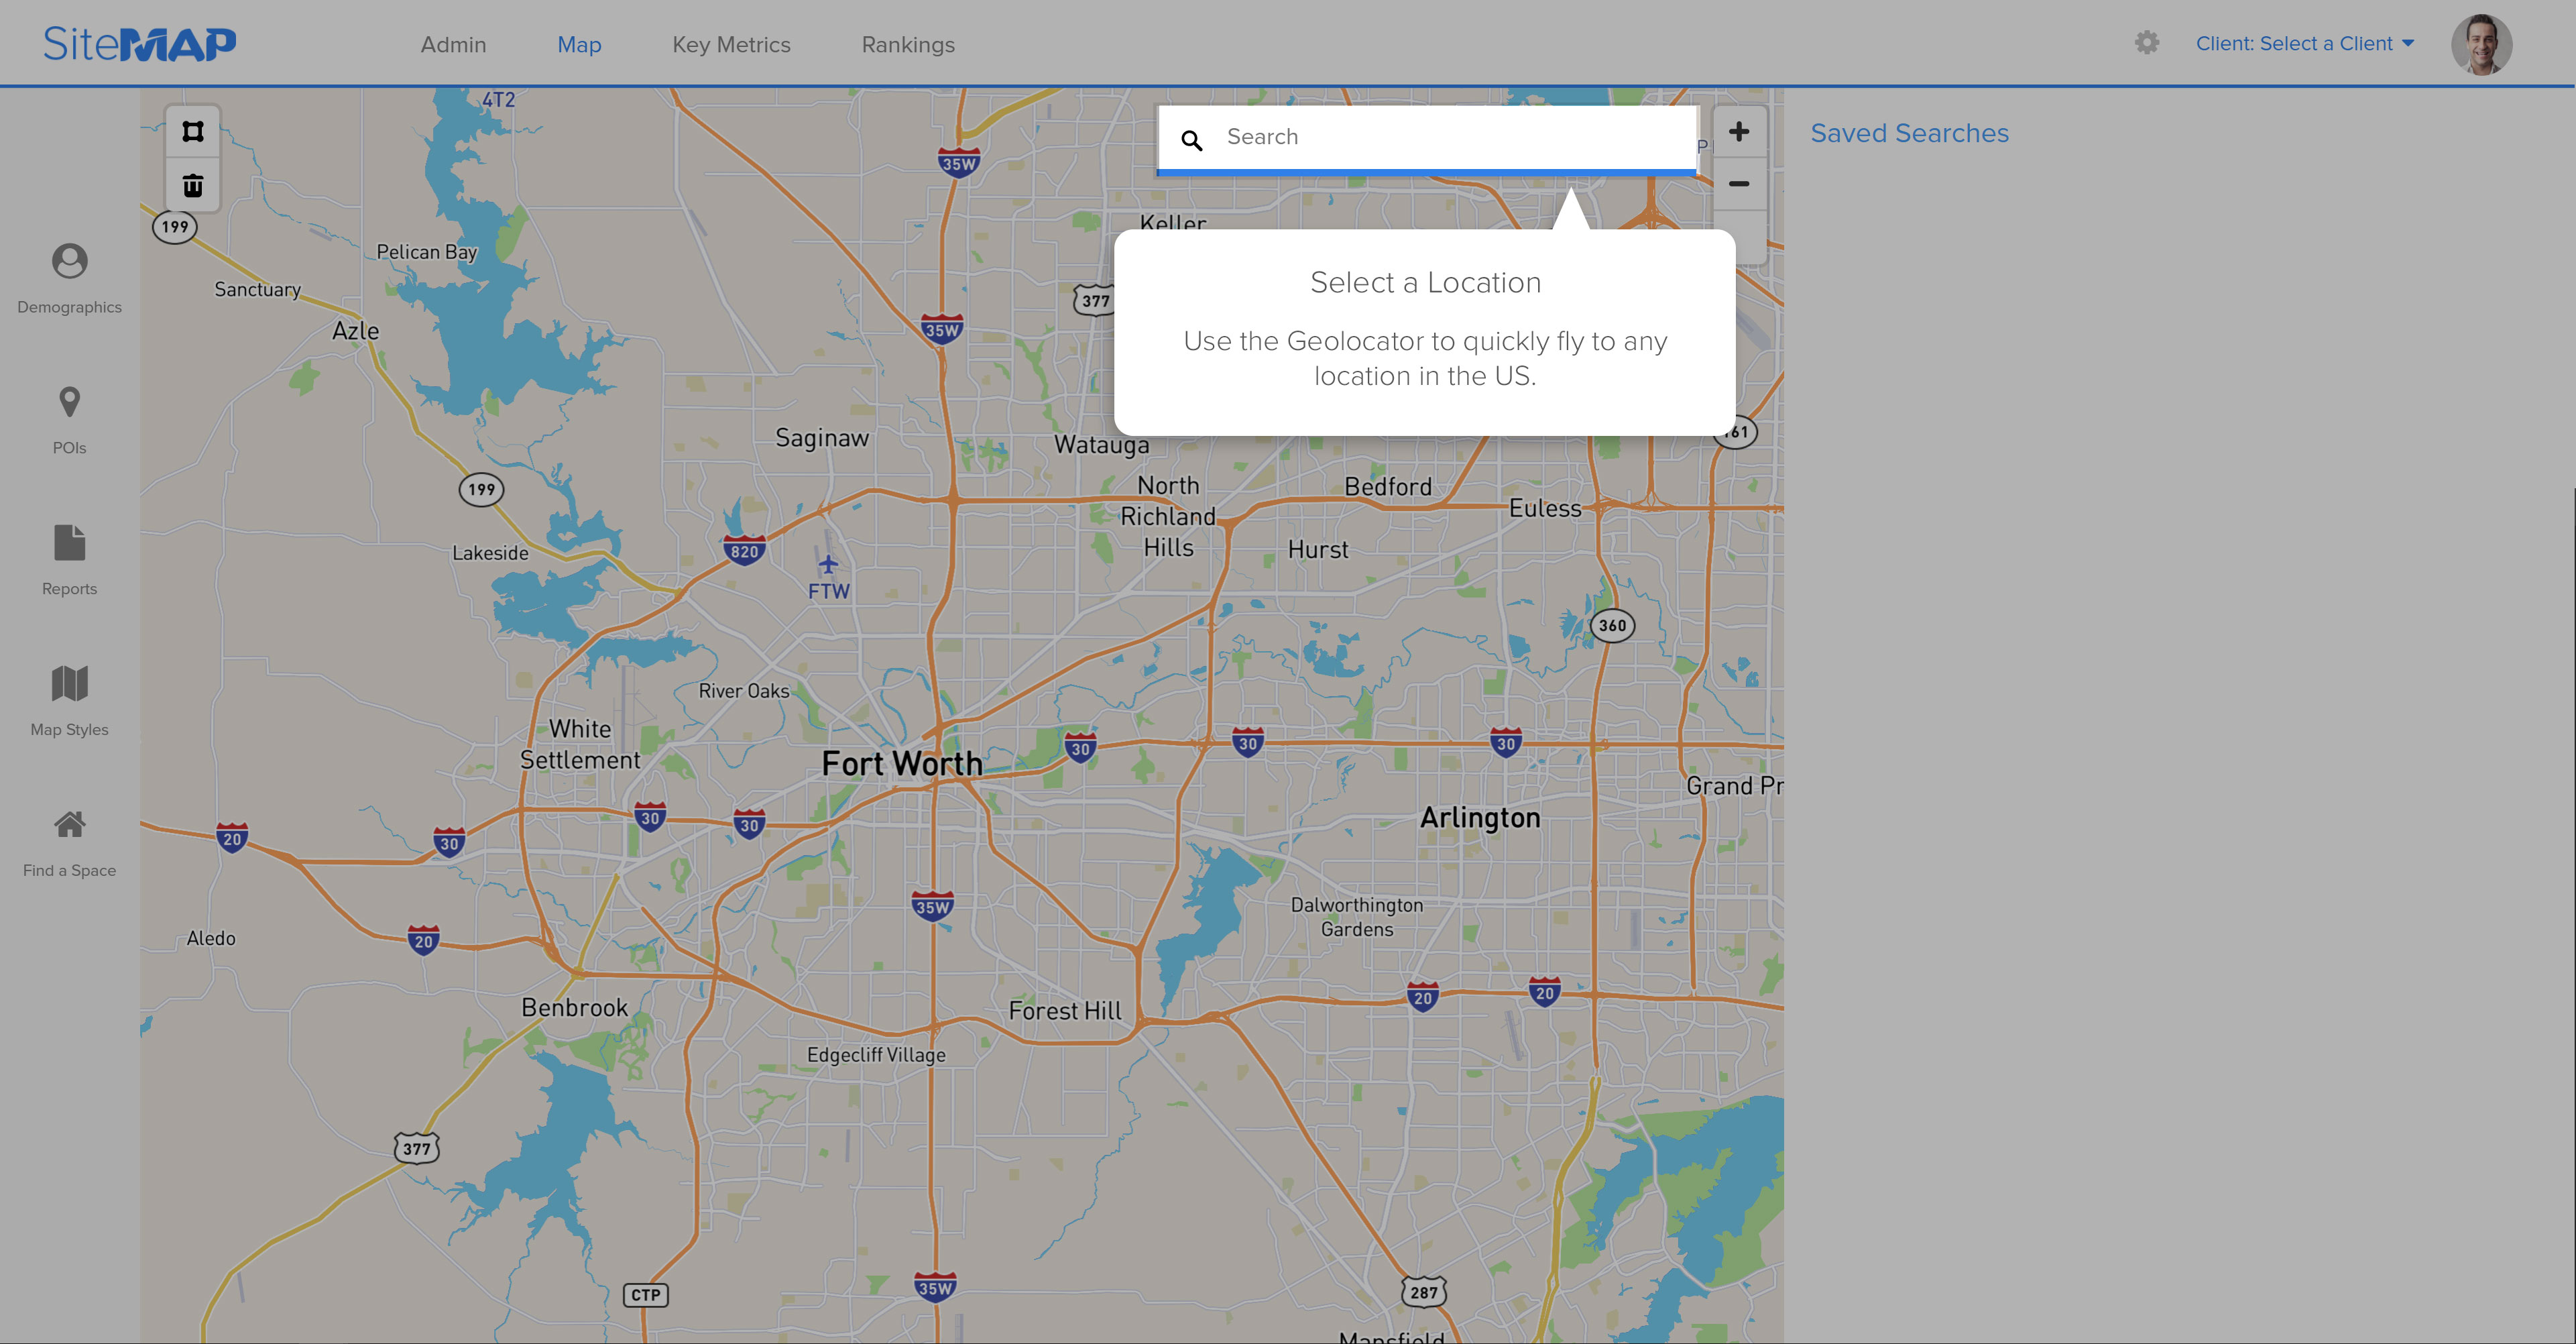 SiteMAP
Admin
Map
Key Metrics
Rankings
Client: Select a Client
Demographics
POIs
Reports
Map Styles
Find a Space
Search
Saved Searches
Select a Location
Use the Geolocator to quickly fly to any
location in the US.
4T2
35W
Keller
199
Pelican Bay
Sanctuary
377
Azle
35W
Saginaw
Watauga
161
North
Richland
Hills
Bedford
Euless
199
Lakeside
820
Hurst
FTW
360
River Oaks
White
Settlement
Fort Worth
30
30
30
Grand Pr
20
30
30
30
Arlington
35W
Dalworthington
Gardens
Aledo
20
20
20
Benbrook
Forest Hill
Edgecliff Village
377
CTP
35W
287
Mansfield